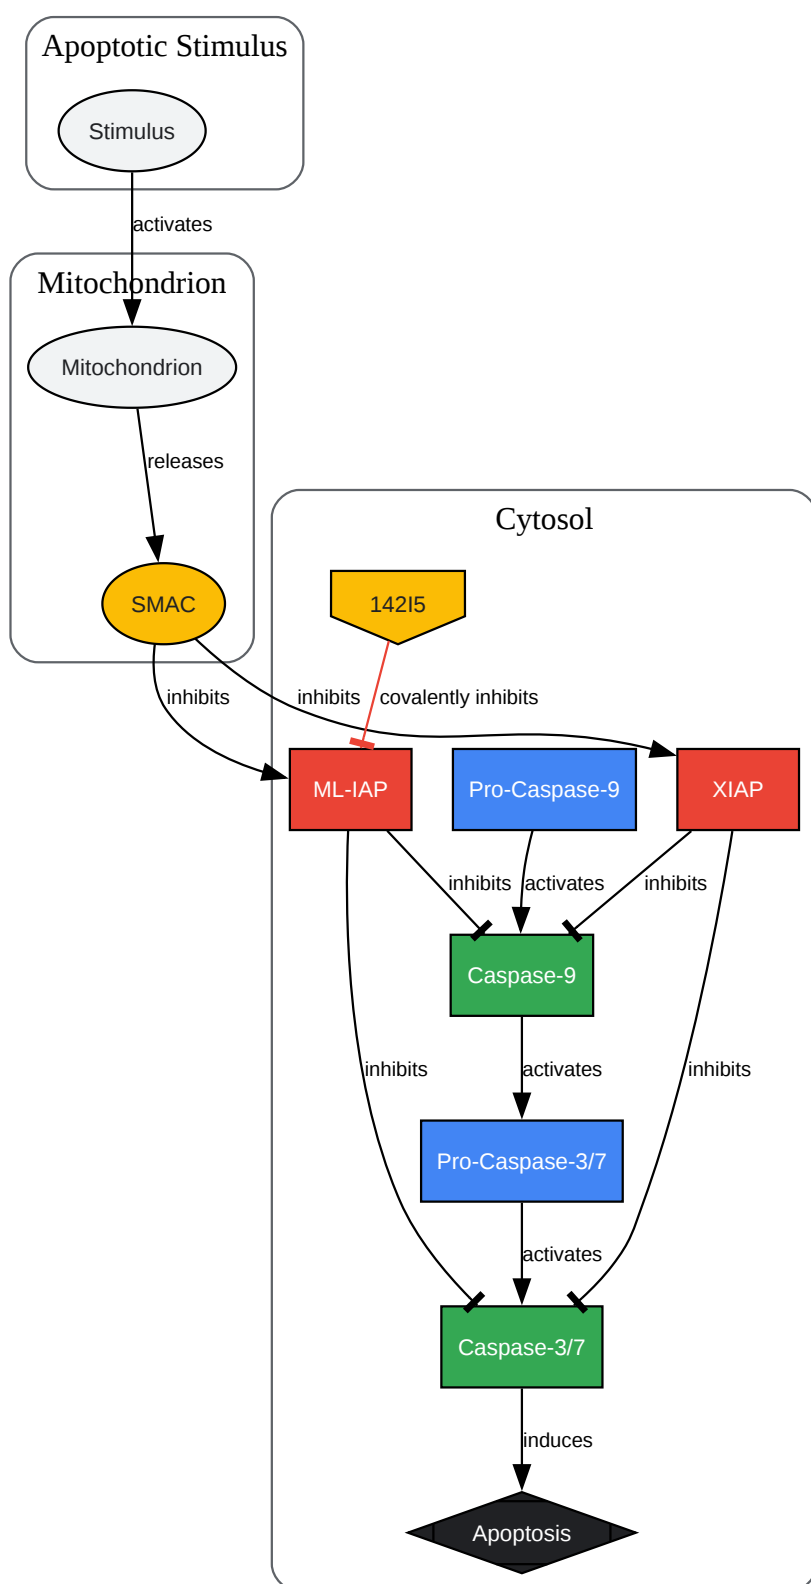 Apoptotic Stimulus
Stimulus
activates
Mitochondrion
Mitochondrion
releases
Cytosol
SMAC
142I5
inhibits
inhibits
covalently inhibits
ML-IAP
Pro-Caspase-9
XIAP
inhibits
activates
inhibits
Caspase-9
inhibits
activates
inhibits
Pro-Caspase-3/7
activates
Caspase-3/7
induces
Apoptosis